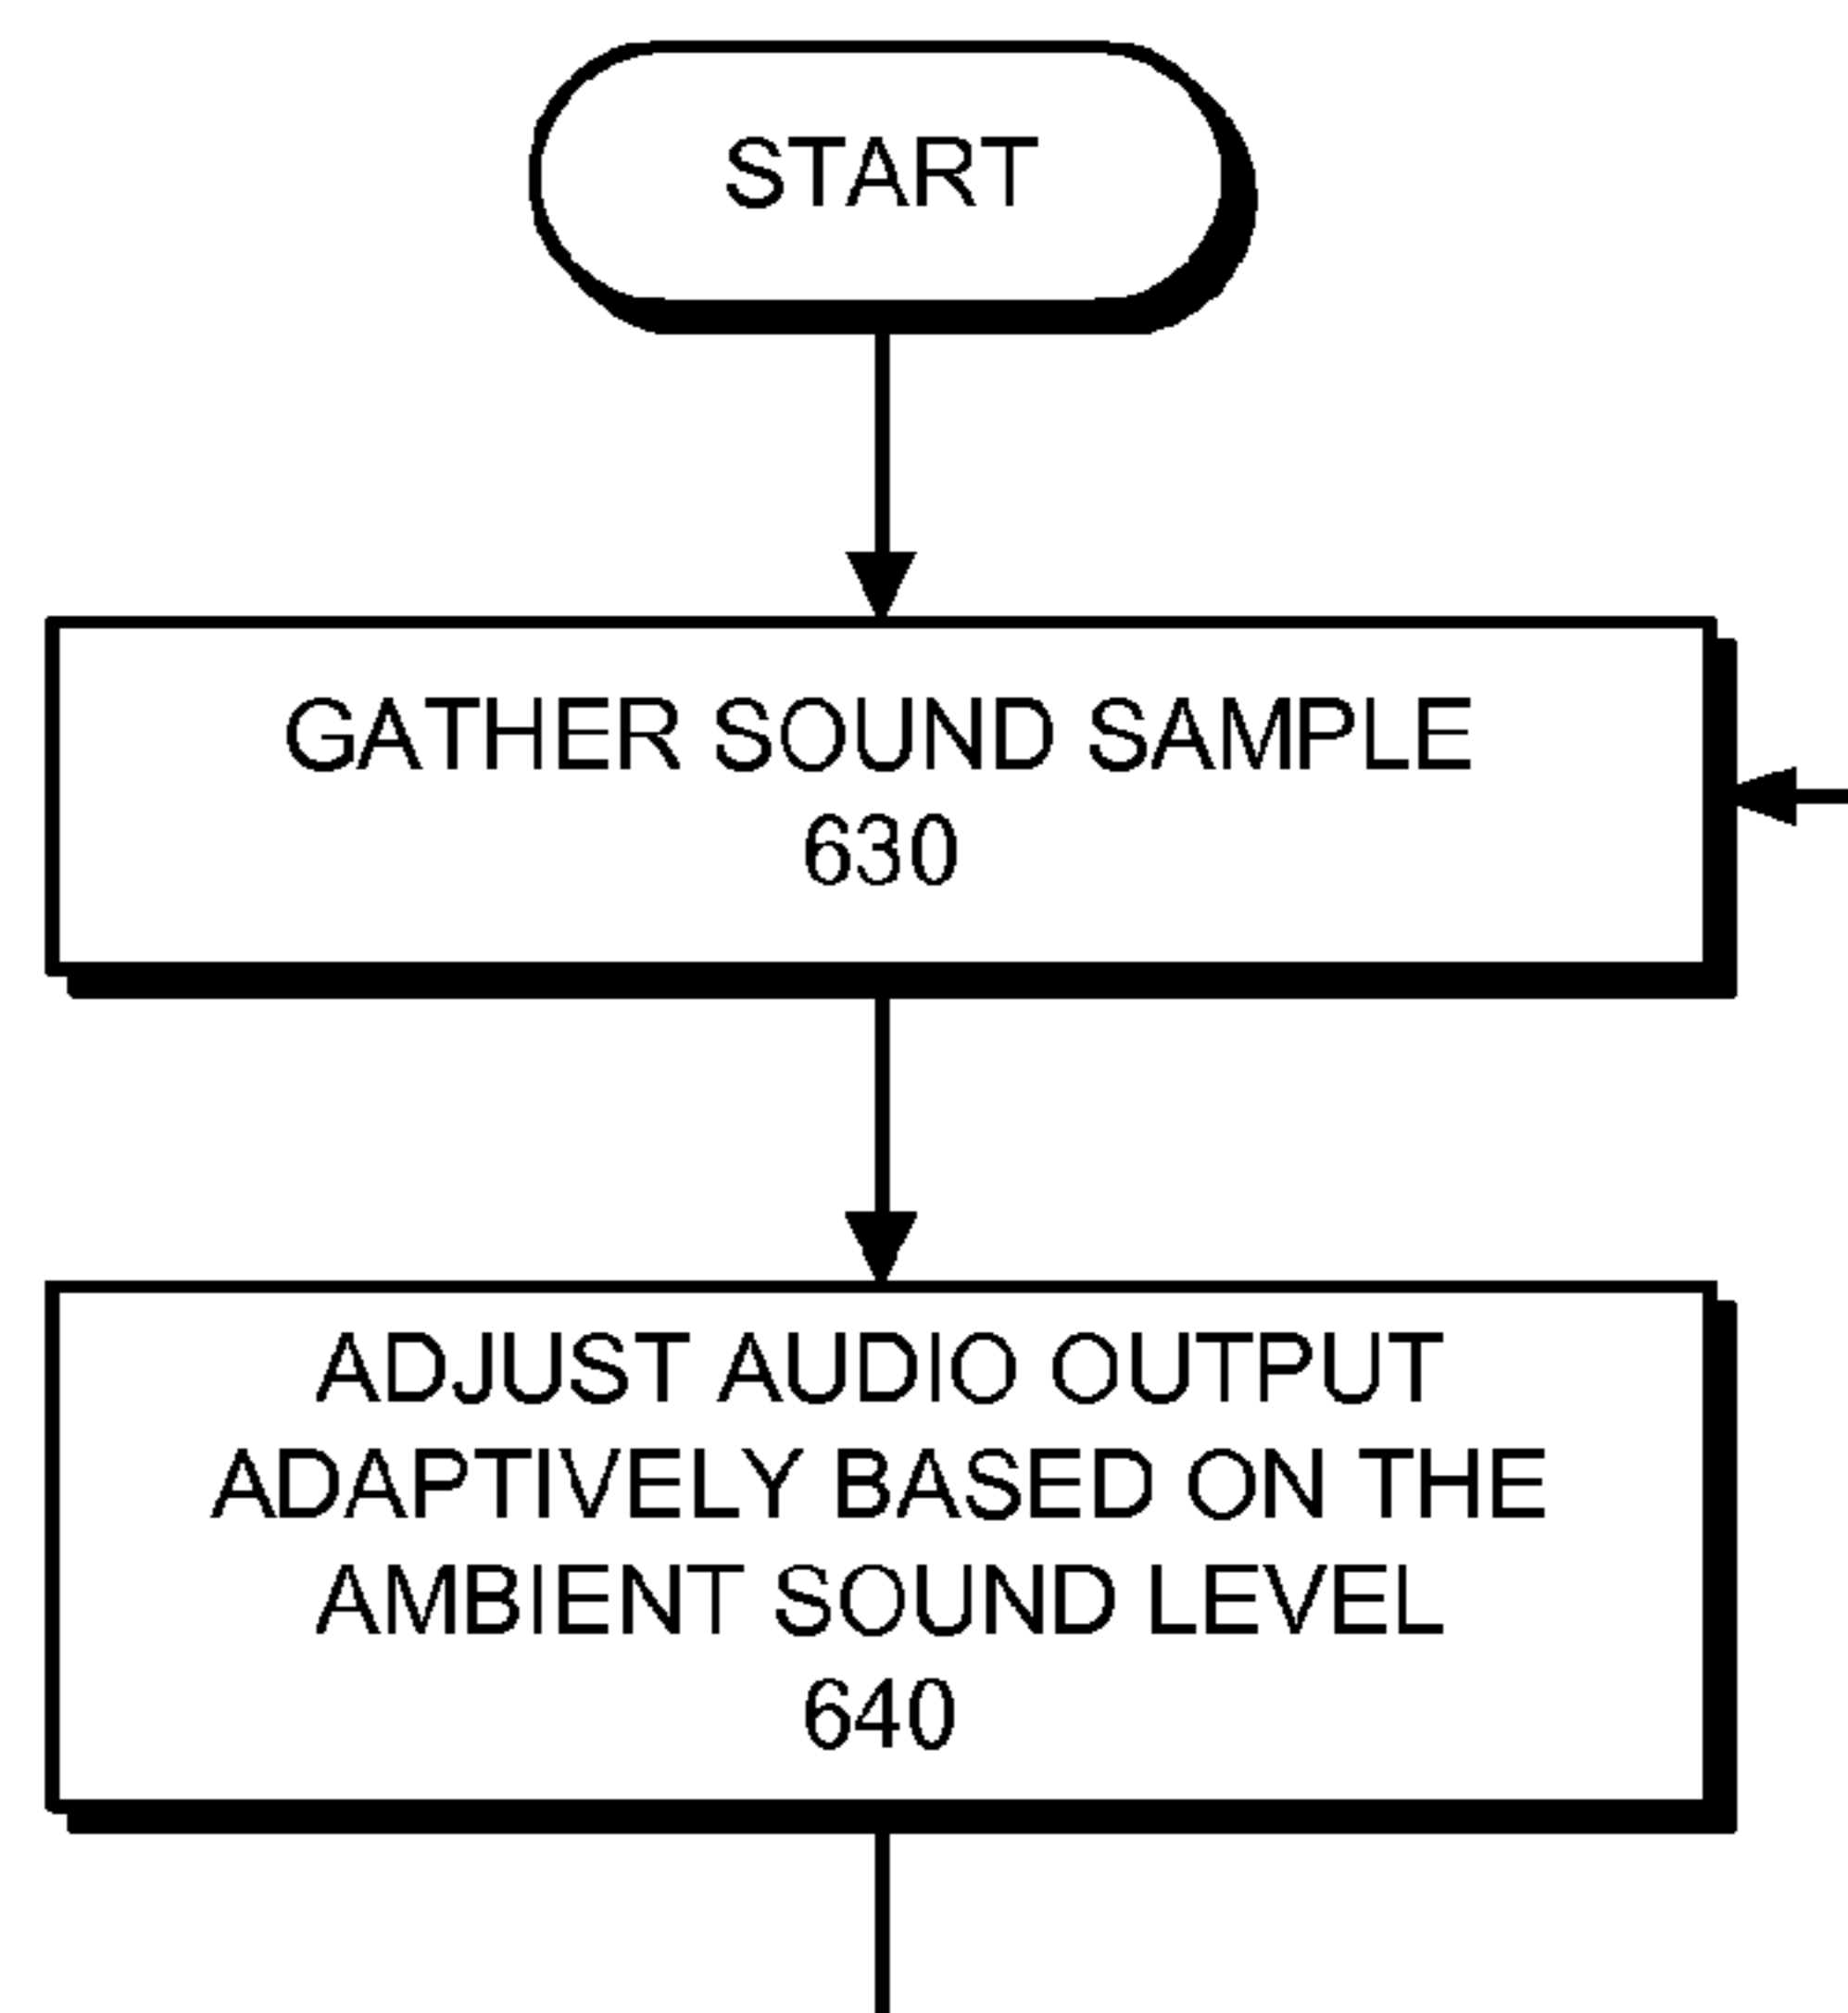 START
GATHER SOUND SAMPLE
630
ADJUST AUDIO OUTPUT
ADAPTIVELY BASED ON THE
AMBIENT SOUND LEVEL
640